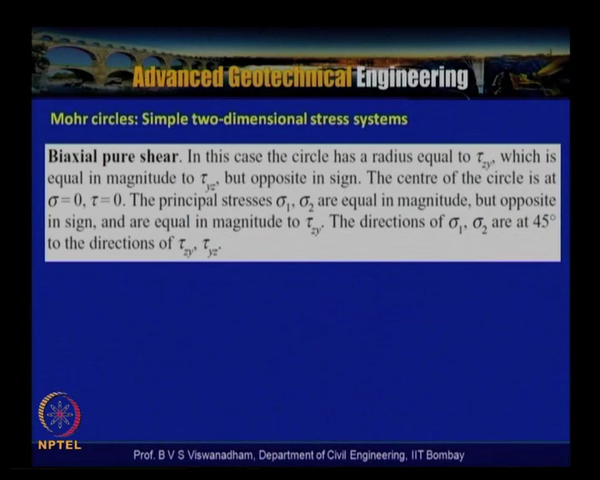 Advanced Geotechnical Engineering
Mohr circles: Simple two-dimensional stress systems
Biaxial pure shear. In this case the circle has a radius equal to τzy, which is
equal in magnitude to τyz, but opposite in sign. The centre of the circle is at
σ=0, τ=0. The principal stresses σ1, σ2 are equal in magnitude, but opposite
in sign, and are equal in magnitude to τzy. The directions of σ1, σ2 are at 45°
to the directions of τzy, τyz.
NPTEL
Prof. B V S Viswanadham, Department of Civil Engineering, IIT Bombay